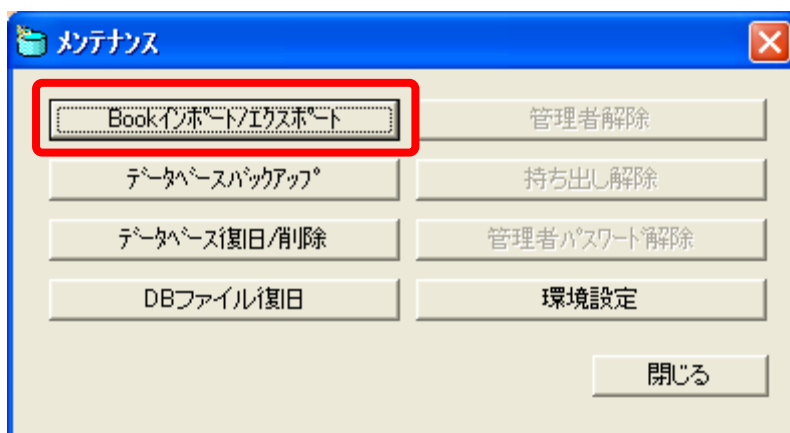 メンテナンス
Bookｲﾝﾎﾟｰﾄ/ｴｸｽﾎﾟｰﾄ
管理者解除
ﾃﾞｰﾀﾍﾞｰｽﾊﾞｯｸｱｯﾌﾟ
持ち出し解除
ﾃﾞｰﾀﾍﾞｰｽ復旧/削除
管理者ﾊﾟｽﾜｰﾄﾞ解除
DBファイル復旧
環境設定
閉じる